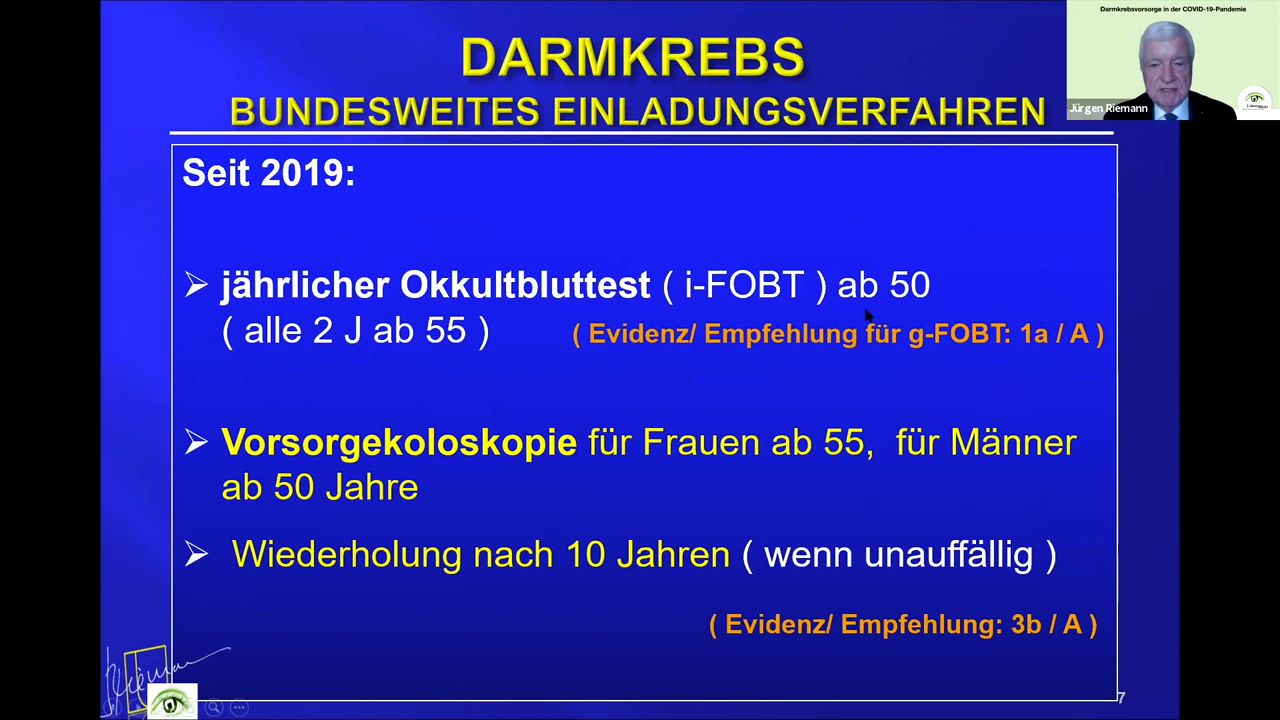 DARMKREBS
BUNDESWEITES EINLADUNGSVERFAHREN
Darmkrebsvorsorge in der COVID-19-Pandemie
Jürgen Riemann
Seit 2019:
➢ jährlicher Okkultbluttest ( i-FOBT ) ab 50
( alle 2 J ab 55 ) ( Evidenz/ Empfehlung für g-FOBT: 1a / A )
➢ Vorsorgekoloskopie für Frauen ab 55, für Männer
ab 50 Jahre
➢ Wiederholung nach 10 Jahren ( wenn unauffällig )
( Evidenz/ Empfehlung: 3b / A )
7